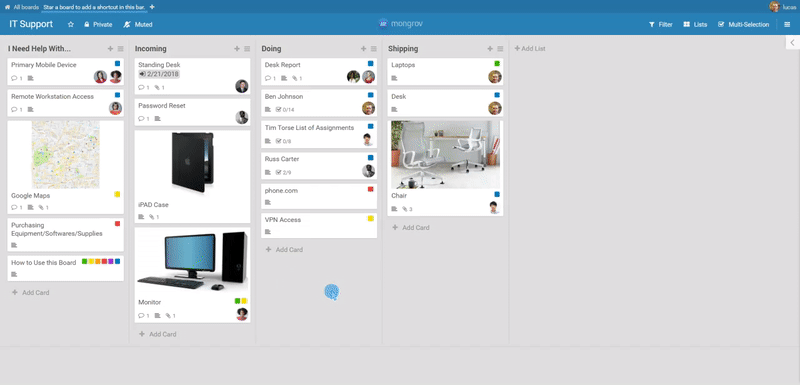 All boards
Star a board to add a shortcut in this bar.
lucas
IT Support
Private
Muted
mongrov
Filter
Lists
Multi-Selection
I Need Help With...
Primary Mobile Device
1
Remote Workstation Access
2
Google Maps
1
1
Purchasing
Equipment/Softwares/Supplies
How to Use this Board
Add Card
Incoming
Standing Desk
2/21/2018
1
1
Password Reset
1
iPAD Case
1
Monitor
1
1
Add Card
Doing
Desk Report
1
1
Ben Johnson
0/14
Tim Torse List of Assignments
0/8
Russ Carter
2/9
phone.com
VPN Access
Add Card
Shipping
Laptops
Desk
Chair
3
Add Card
Add List